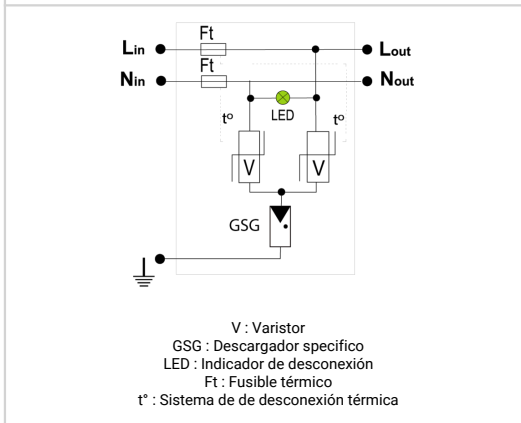 Ft
Lin Lout
Ft
Nin Nout
LED
t° t°
V V
GSG
V : Varistor
GSG : Descargador specifico
LED : Indicador de desconexión
Ft : Fusible térmico
t° : Sistema de de desconexión térmica